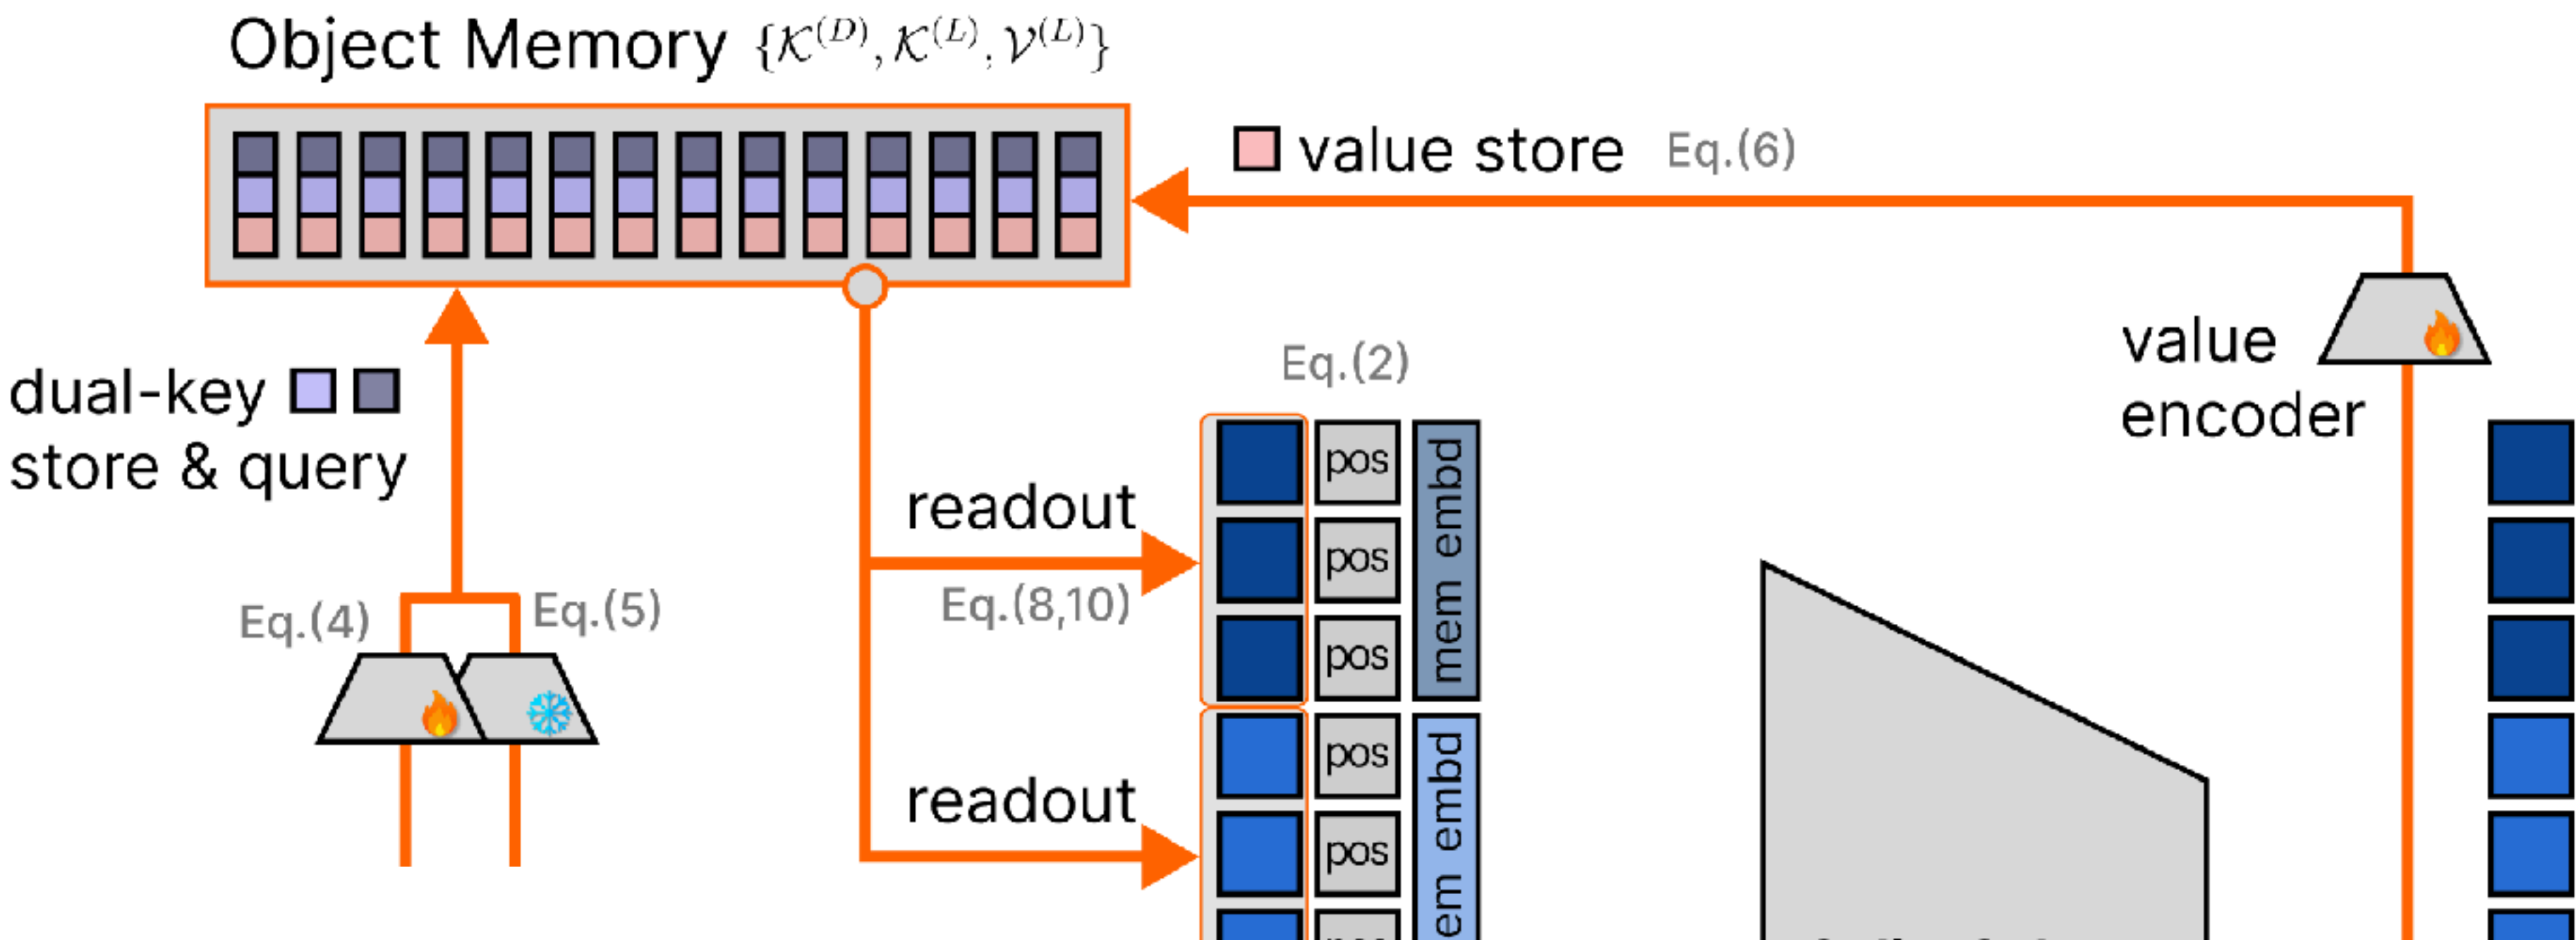 Object Memory {𝒦^(D), 𝒦^(L), 𝒱^(L)}
value store Eq.(6)
value
encoder
dual-key
store & query
Eq.(2)
readout
Eq.(8,10)
Eq.(4)
Eq.(5)
readout
pos
pos
pos
pos
pos
mem embd
em embd